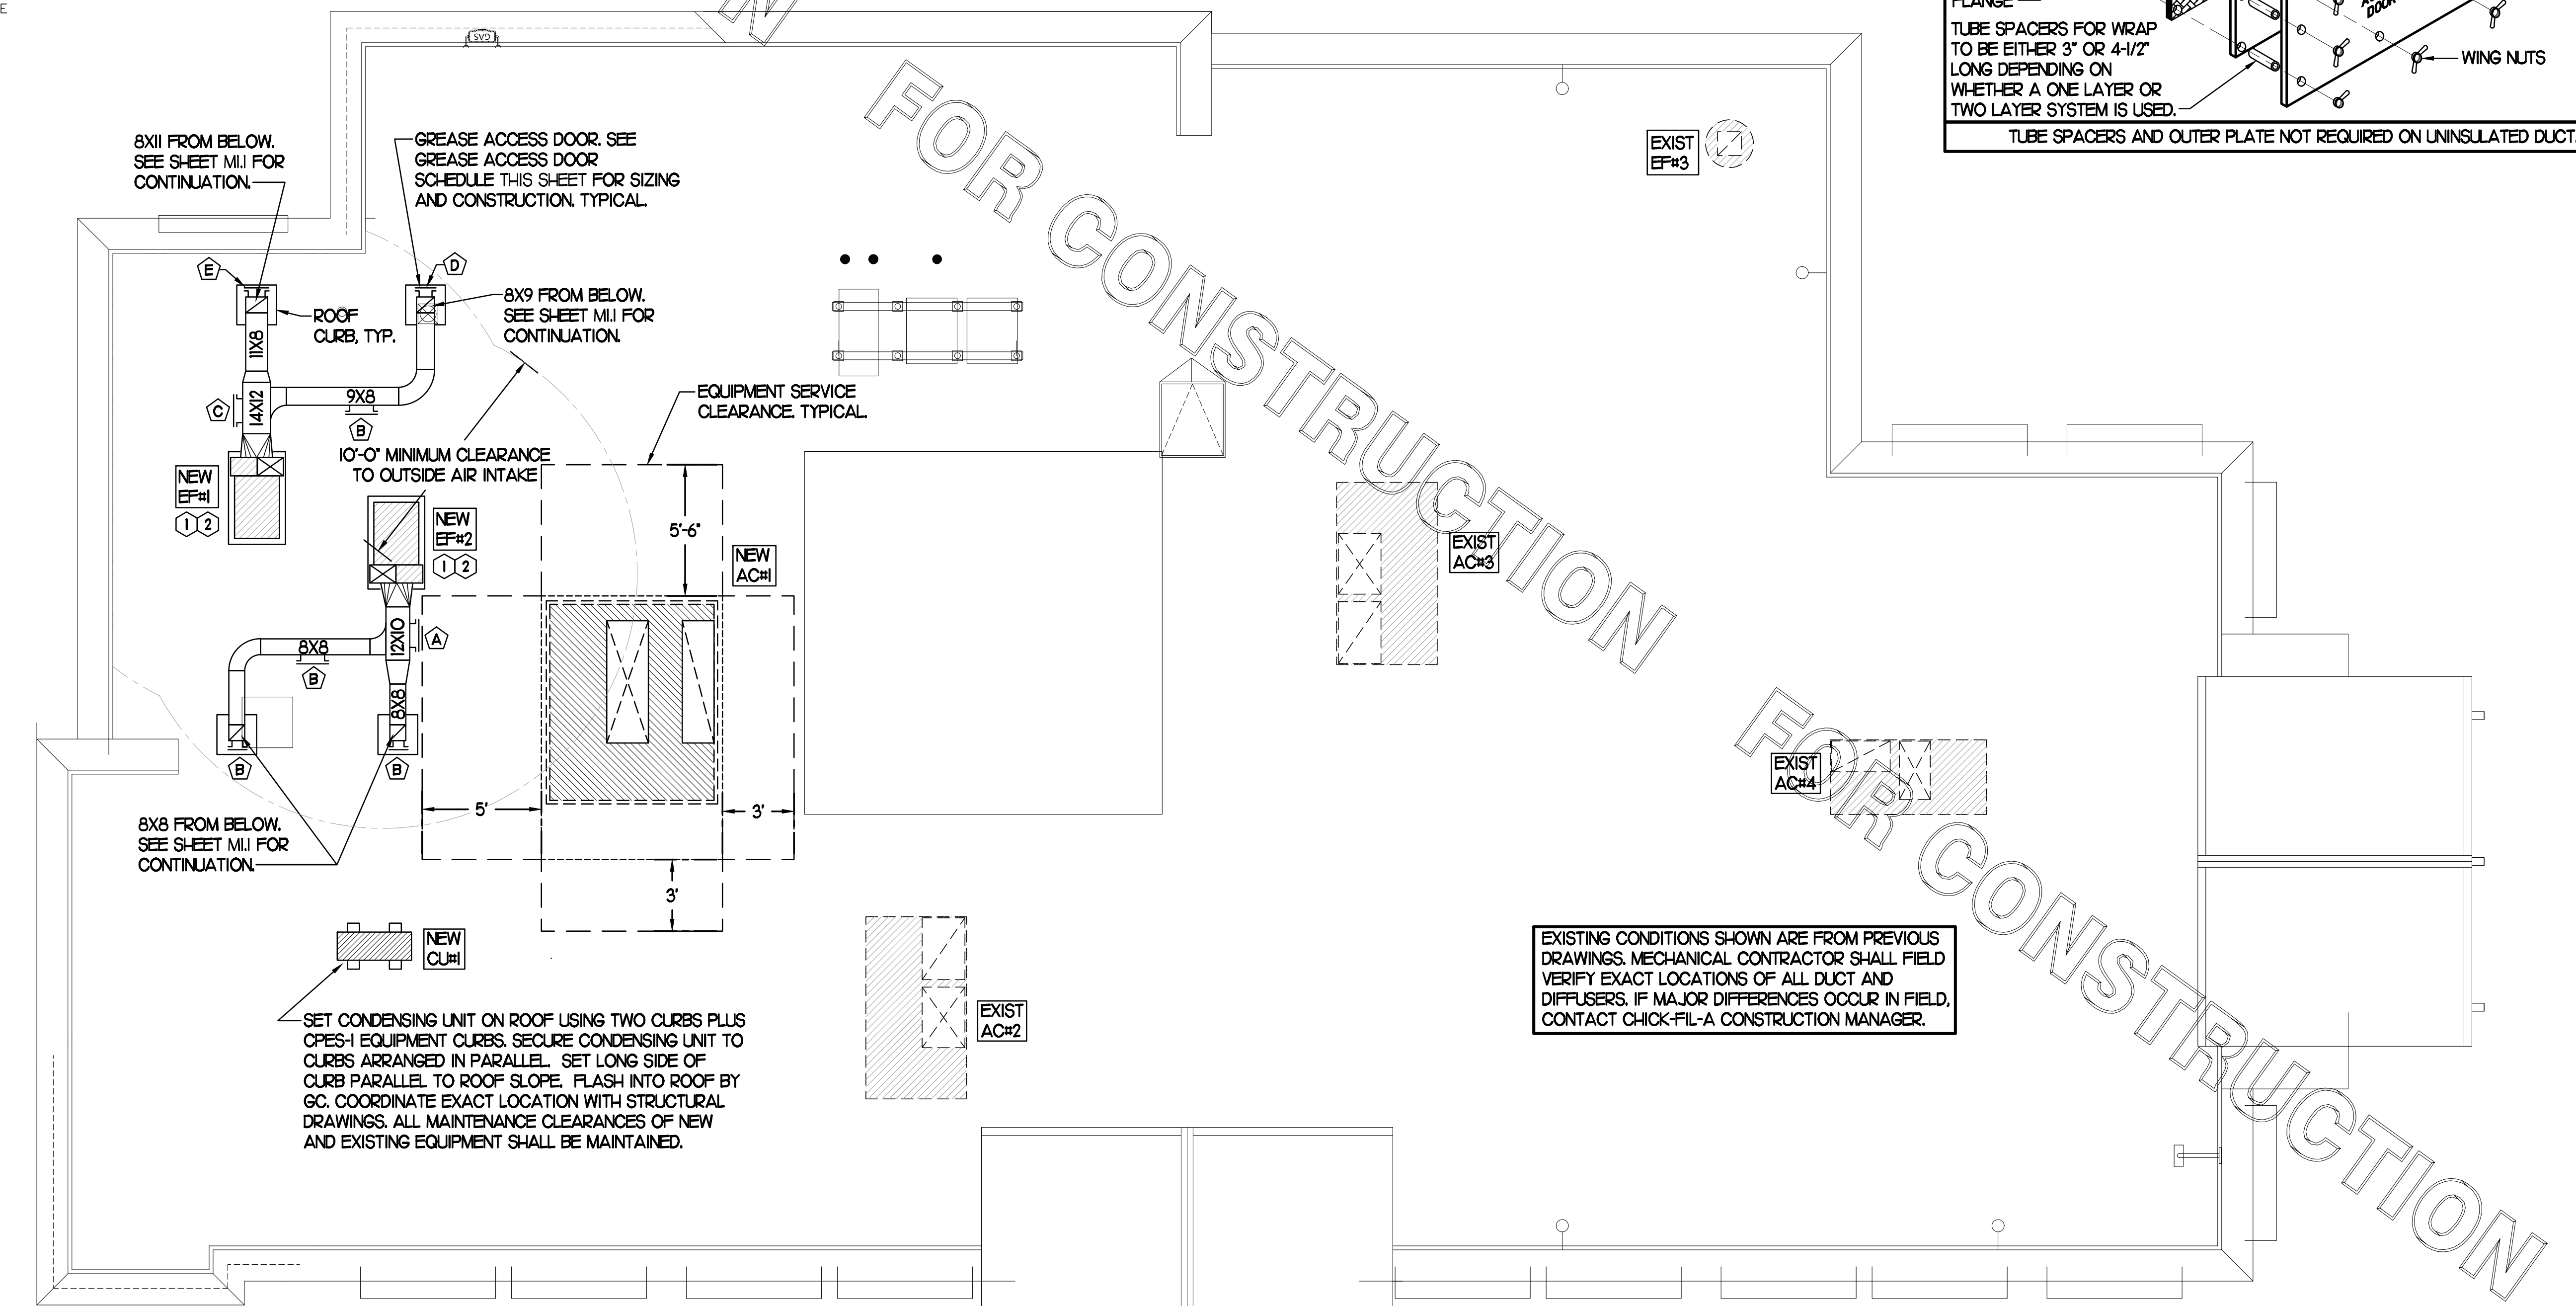 E
FLANGE
TUBE SPACERS FOR WRAP
TO BE EITHER 3" OR 4-1/2"
LONG DEPENDING ON
WHETHER A ONE LAYER OR
TWO LAYER SYSTEM IS USED.
DOOR
WING NUTS
TUBE SPACERS AND OUTER PLATE NOT REQUIRED ON UNINSULATED DUCT.
GAS
8X11 FROM BELOW.
SEE SHEET M1.1 FOR
CONTINUATION.
GREASE ACCESS DOOR. SEE
GREASE ACCESS DOOR
SCHEDULE THIS SHEET FOR SIZING
AND CONSTRUCTION. TYPICAL.
E
D
8X9 FROM BELOW.
SEE SHEET M1.1 FOR
CONTINUATION.
ROOF
CURB, TYP.
11X8
14X12
9X8
C
B
10'-0" MINIMUM CLEARANCE
TO OUTSIDE AIR INTAKE
EQUIPMENT SERVICE
CLEARANCE. TYPICAL.
NEW
EF#1
1 2
NEW
EF#2
1 2
5'-6"
NEW
AC#1
12X10
A
8X8
B
8X8
B
B
5'
3'
3'
8X8 FROM BELOW.
SEE SHEET M1.1 FOR
CONTINUATION.
NEW
CU#1
SET CONDENSING UNIT ON ROOF USING TWO CURBS PLUS
CPES-1 EQUIPMENT CURBS. SECURE CONDENSING UNIT TO
CURBS ARRANGED IN PARALLEL. SET LONG SIDE OF
CURB PARALLEL TO ROOF SLOPE. FLASH INTO ROOF BY
GC. COORDINATE EXACT LOCATION WITH STRUCTURAL
DRAWINGS. ALL MAINTENANCE CLEARANCES OF NEW
AND EXISTING EQUIPMENT SHALL BE MAINTAINED.
EXIST
AC#2
EXIST
EF#3
EXIST
AC#3
EXIST
AC#4
EXISTING CONDITIONS SHOWN ARE FROM PREVIOUS
DRAWINGS. MECHANICAL CONTRACTOR SHALL FIELD
VERIFY EXACT LOCATIONS OF ALL DUCT AND
DIFFUSERS. IF MAJOR DIFFERENCES OCCUR IN FIELD,
CONTACT CHICK-FIL-A CONSTRUCTION MANAGER.
N
FOR CONSTRUCTION
FOR CONSTRUCTION